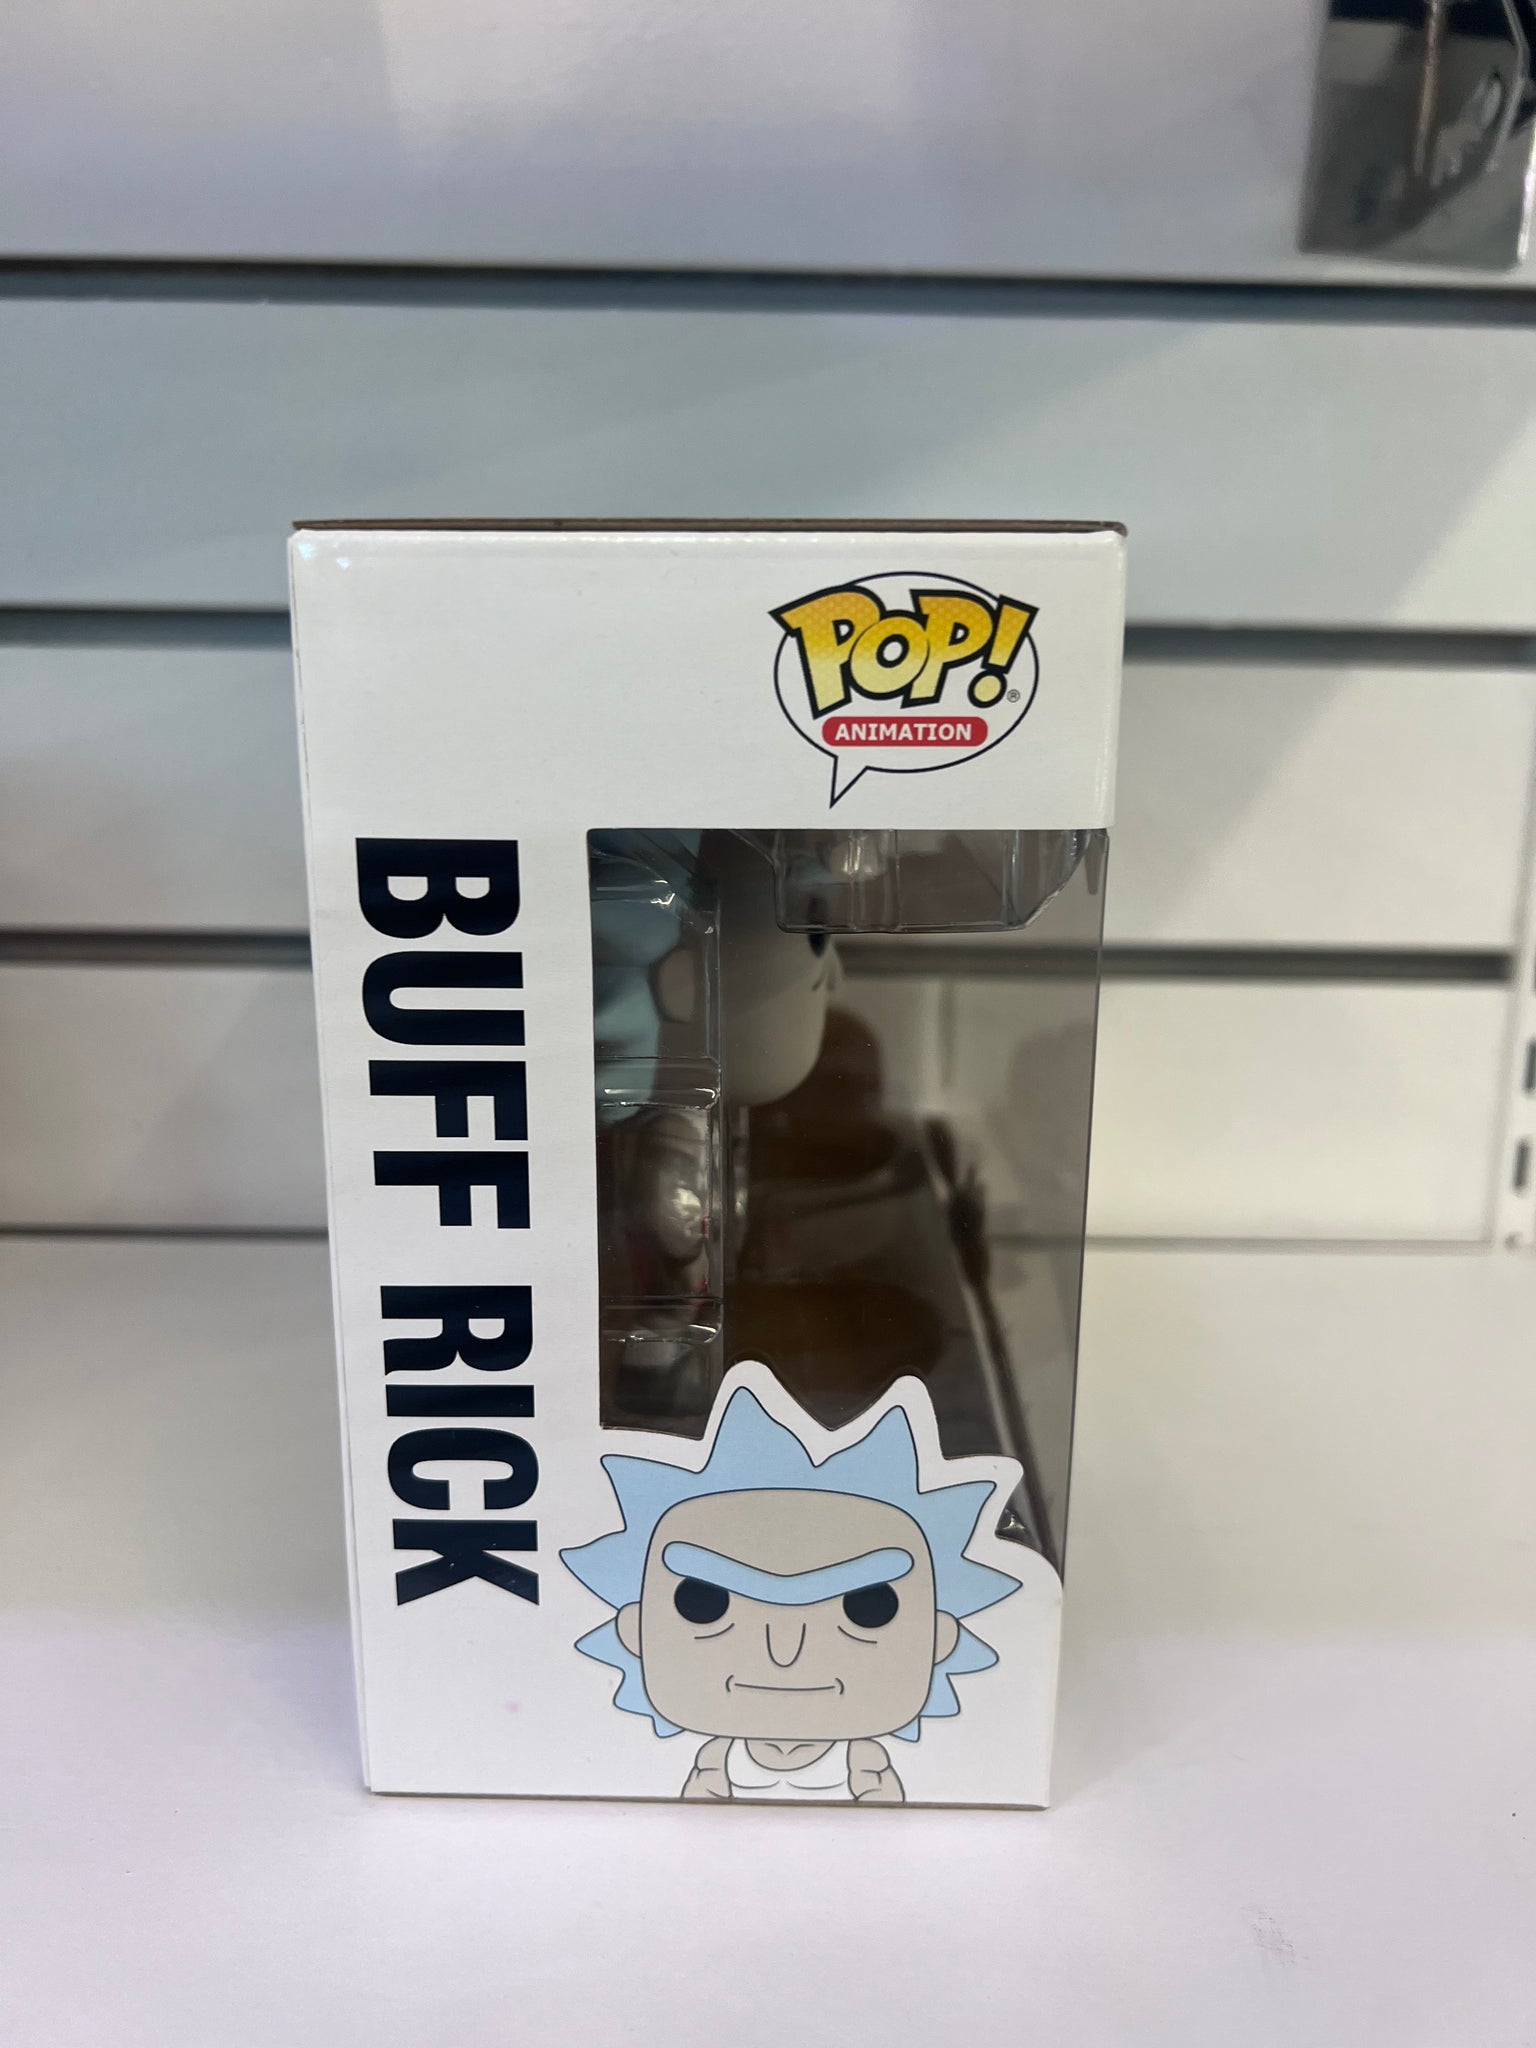 POP!
®
ANIMATION
BUFF RICK